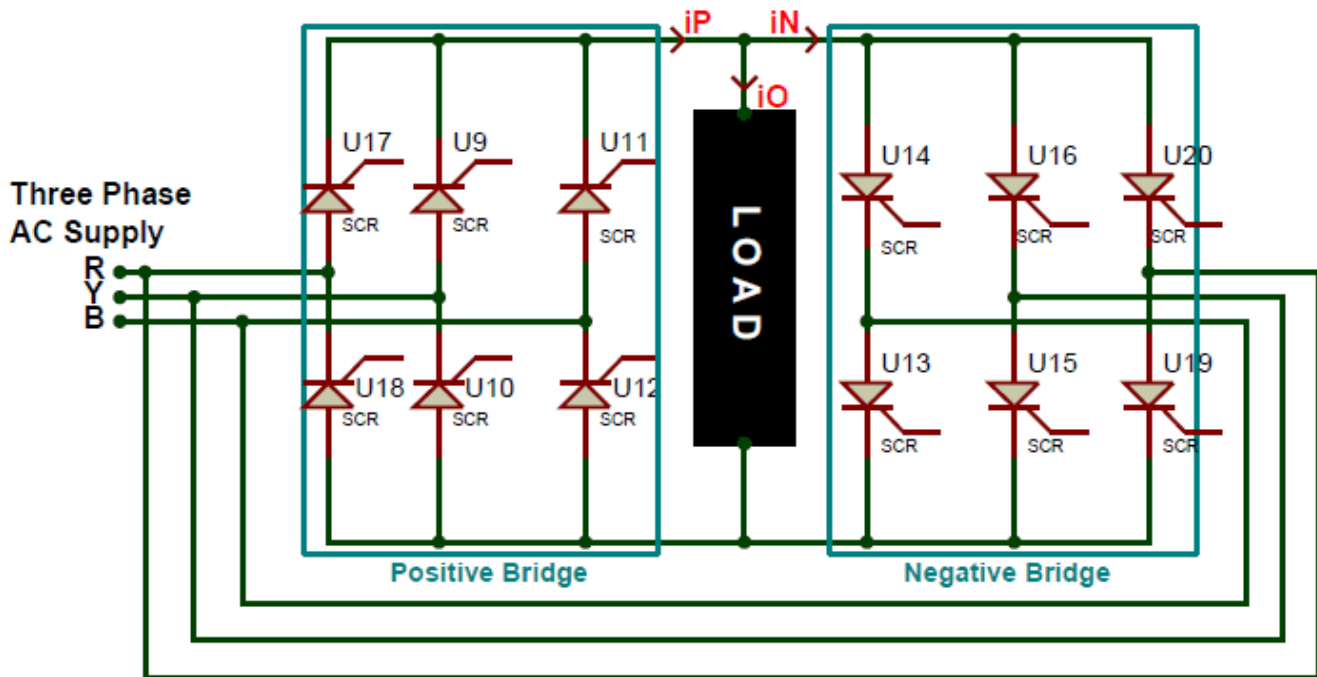 iP
iN
iO
U17
U9
U11
U14
U16
U20
SCR
SCR
SCR
SCR
SCR
SCR
Three Phase
AC Supply
R
Y
B
LOAD
U18
U10
U12
U13
U15
U19
SCR
SCR
SCR
SCR
SCR
SCR
Positive Bridge
Negative Bridge